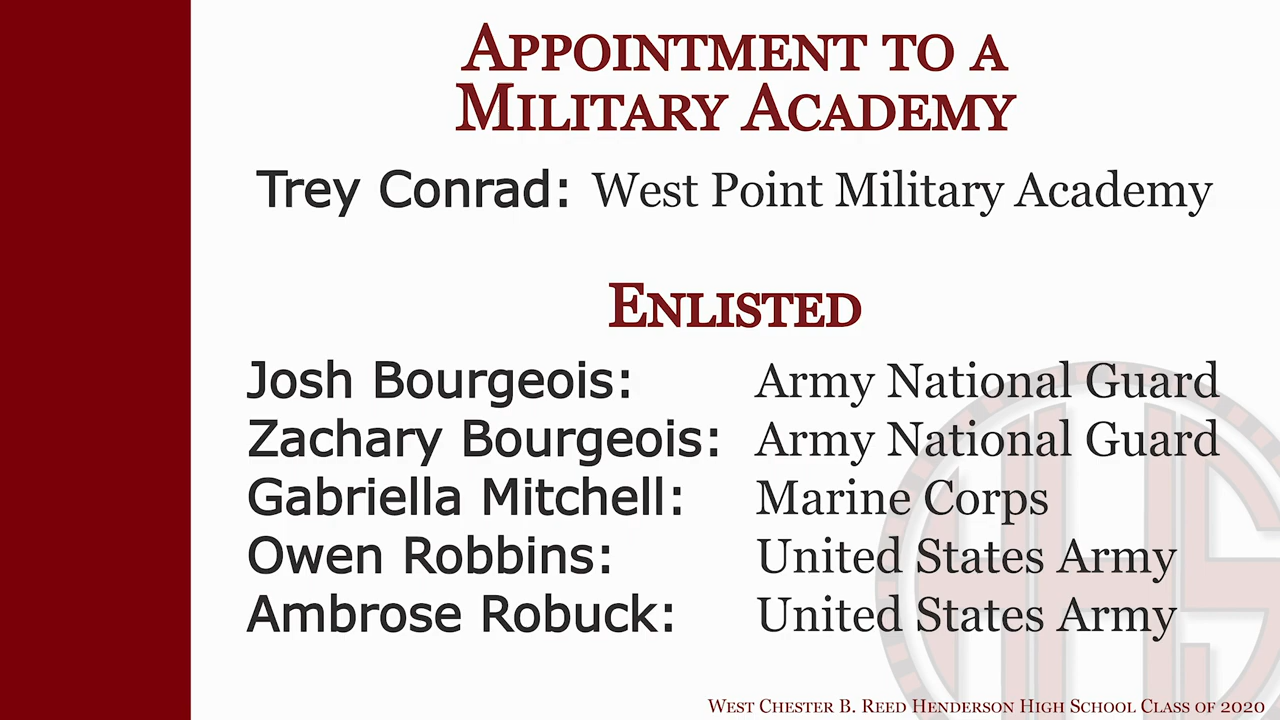 APPOINTMENT TO A
MILITARY ACADEMY
Trey Conrad: West Point Military Academy
ENLISTED
Josh Bourgeois: Army National Guard
Zachary Bourgeois: Army National Guard
Gabriella Mitchell: Marine Corps
Owen Robbins: United States Army
Ambrose Robuck: United States Army
WEST CHESTER B. REED HENDERSON HIGH SCHOOL CLASS OF 2020